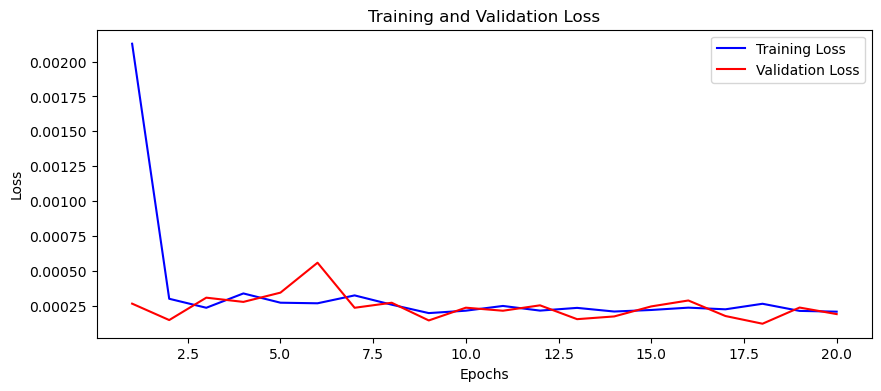 Training and Validation Loss
Training Loss
Validation Loss
Loss
0.00200
0.00175
0.00150
0.00125
0.00100
0.00075
0.00050
0.00025
2.5 5.0 7.5 10.0 12.5 15.0 17.5 20.0
Epochs